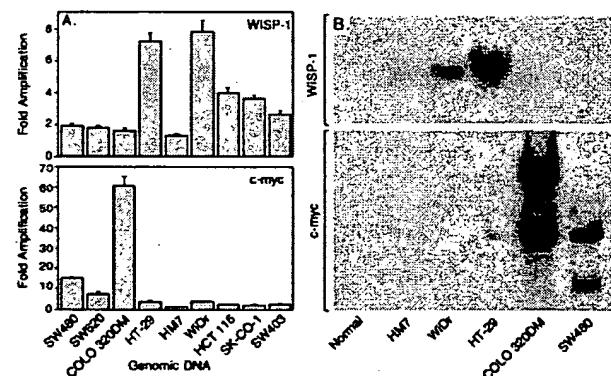 A.
WISP-1
Fold Amplification
8
6
4
2
0
c-myc
Fold Amplification
70
60
50
40
30
20
10
0
SW480
SW620
COLO 320DM
HT-29
HM7
WiDr
HCT 116
SK-CO-1
SW403
Genomic DNA
B.
WISP-1
c-myc
Normal
HM7
WiDr
HT-29
COLO 320DM
SW480